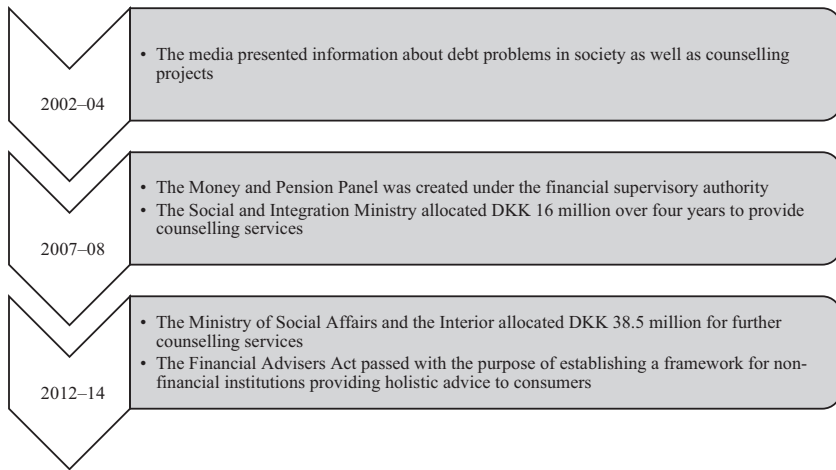 • The media presented information about debt problems in society as well as counselling
projects
2002–04
• The Money and Pension Panel was created under the financial supervisory authority
• The Social and Integration Ministry allocated DKK 16 million over four years to provide
counselling services
2007–08
• The Ministry of Social Affairs and the Interior allocated DKK 38.5 million for further
counselling services
• The Financial Advisers Act passed with the purpose of establishing a framework for non-
financial institutions providing holistic advice to consumers
2012–14